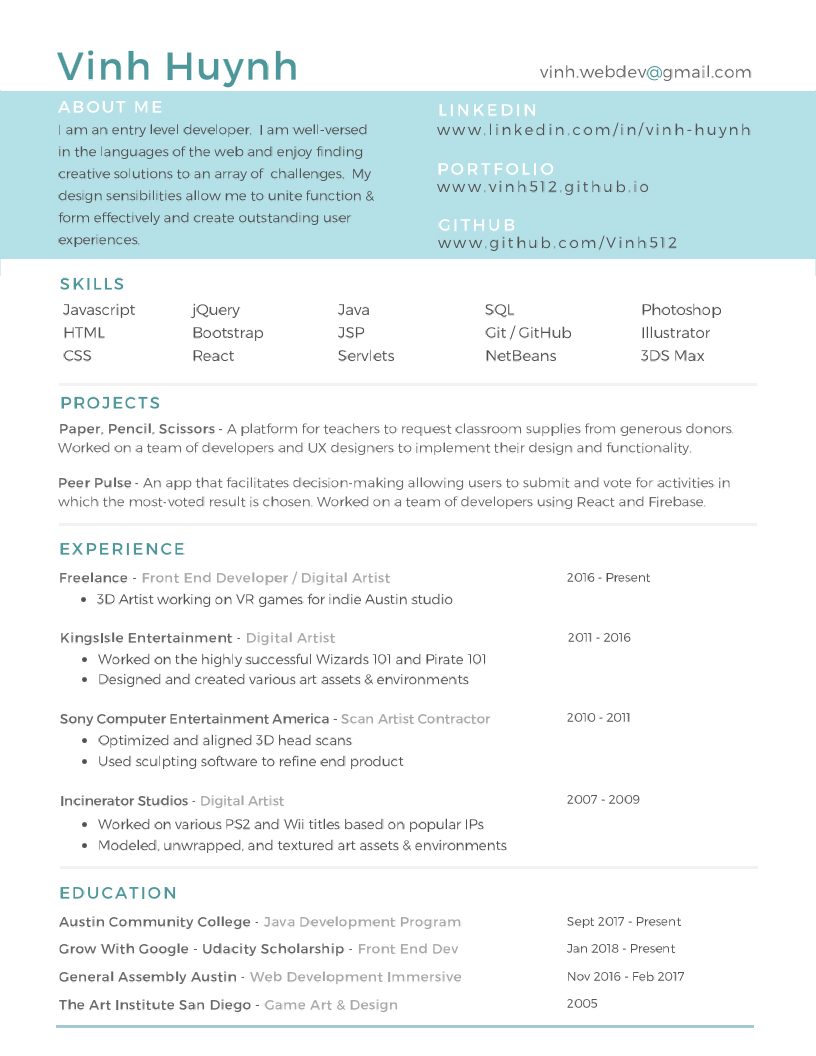 Vinh Huynh
vinh.webdev@gmail.com
ABOUT ME
I am an entry level developer. I am well-versed
in the languages of the web and enjoy finding
creative solutions to an array of challenges. My
design sensibilities allow me to unite function &
form effectively and create outstanding user
experiences.
LINKEDIN
www.linkedin.com/in/vinh-huynh
PORTFOLIO
www.vinh512.github.io
GITHUB
www.github.com/Vinh512
SKILLS
Javascript jQuery Java SQL Photoshop
HTML Bootstrap JSP Git / GitHub Illustrator
CSS React Servlets NetBeans 3DS Max
PROJECTS
Paper, Pencil, Scissors - A platform for teachers to request classroom supplies from generous donors.
Worked on a team of developers and UX designers to implement their design and functionality.
Peer Pulse - An app that facilitates decision-making allowing users to submit and vote for activities in
which the most-voted result is chosen. Worked on a team of developers using React and Firebase.
EXPERIENCE
Freelance - Front End Developer / Digital Artist 2016 - Present
• 3D Artist working on VR games for indie Austin studio
KingsIsle Entertainment - Digital Artist 2011 - 2016
• Worked on the highly successful Wizards 101 and Pirate 101
• Designed and created various art assets & environments
Sony Computer Entertainment America - Scan Artist Contractor 2010 - 2011
• Optimized and aligned 3D head scans
• Used sculpting software to refine end product
Incinerator Studios - Digital Artist 2007 - 2009
• Worked on various PS2 and Wii titles based on popular IPs
• Modeled, unwrapped, and textured art assets & environments
EDUCATION
Austin Community College - Java Development Program Sept 2017 - Present
Grow With Google - Udacity Scholarship - Front End Dev Jan 2018 - Present
General Assembly Austin - Web Development Immersive Nov 2016 - Feb 2017
The Art Institute San Diego - Game Art & Design 2005